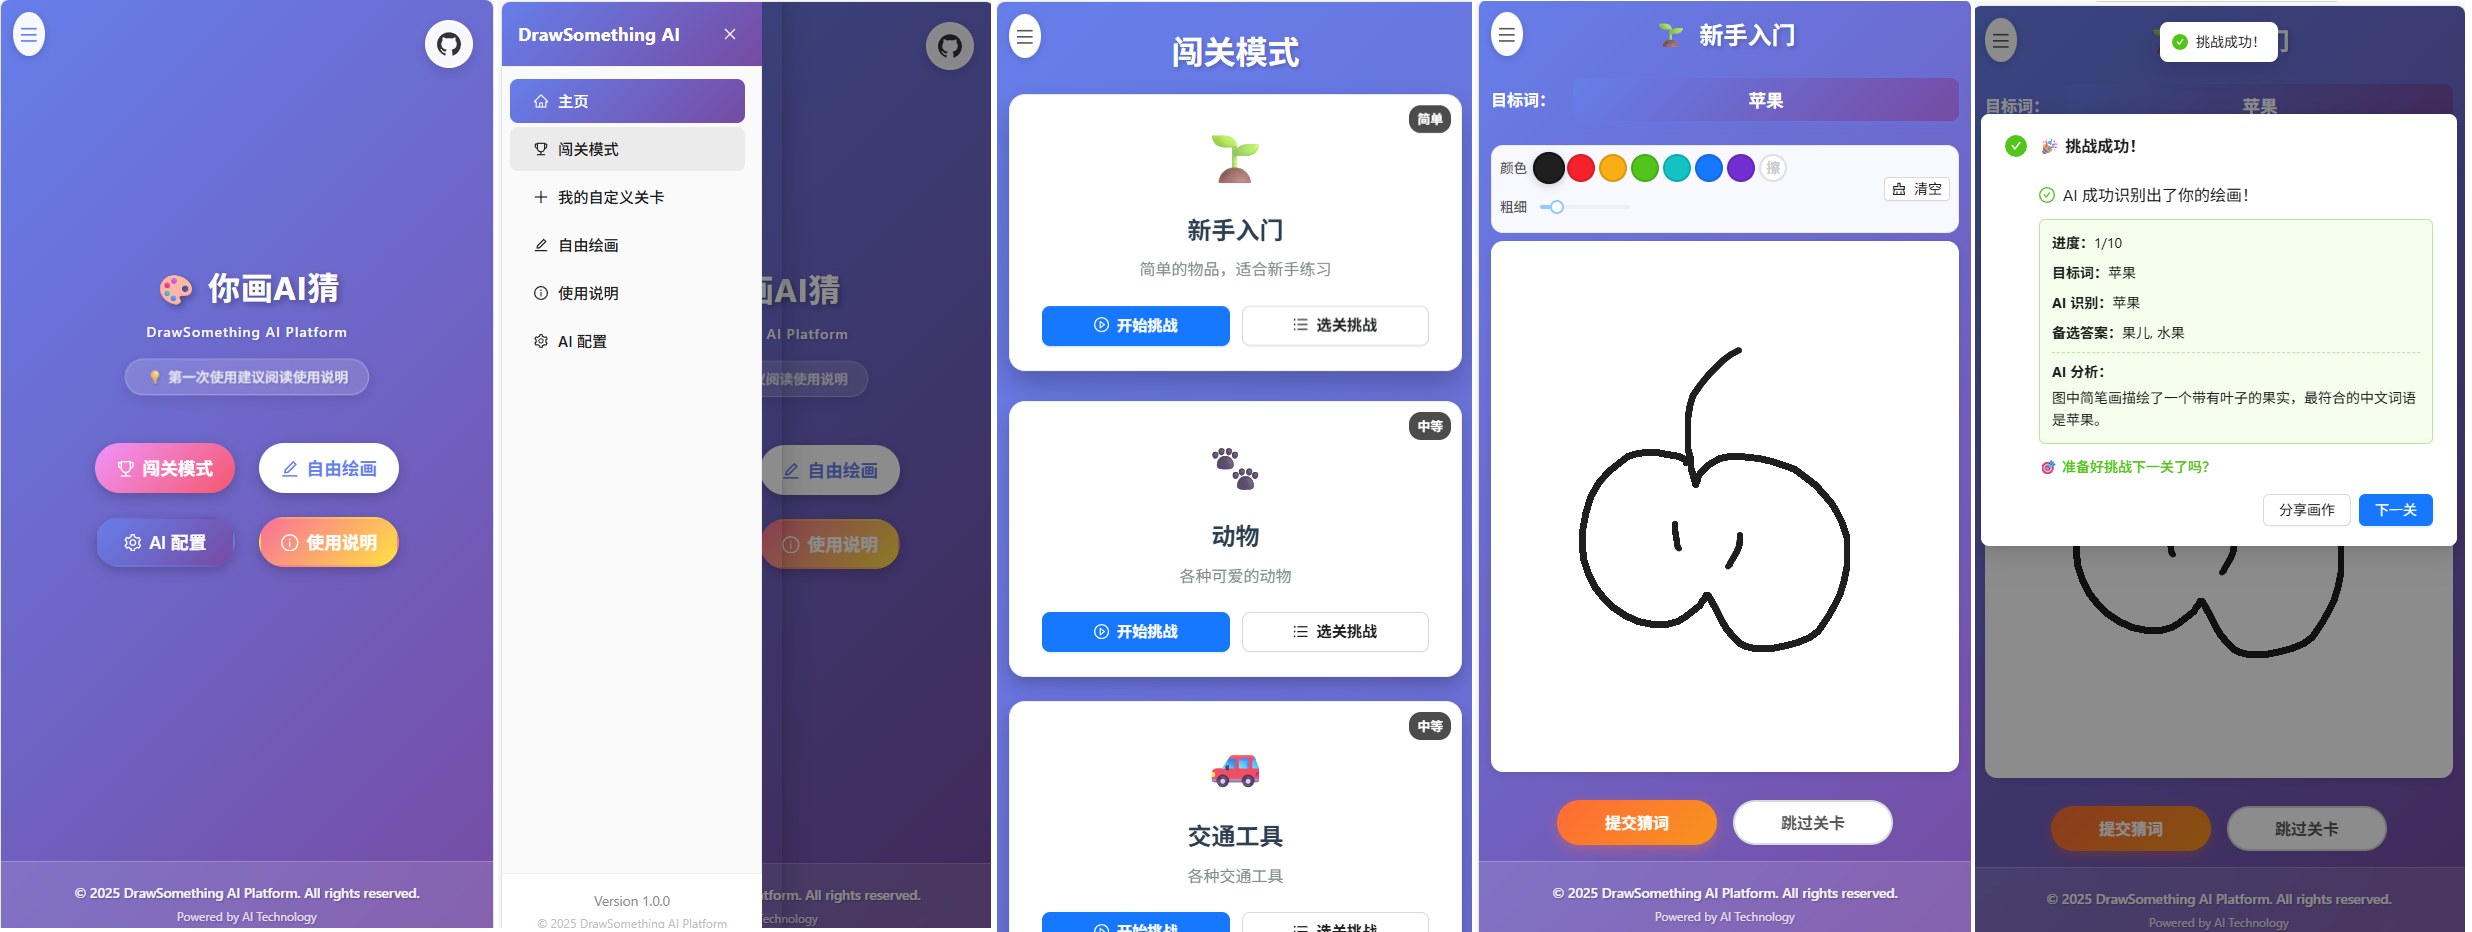 你画AI猜
DrawSomething AI Platform
第一次使用建议阅读使用说明
闯关模式
自由绘画
AI 配置
使用说明
© 2025 DrawSomething AI Platform. All rights reserved.
Powered by AI Technology
DrawSomething AI
主页
闯关模式
我的自定义关卡
自由绘画
使用说明
AI 配置
Version 1.0.0
© 2025 DrawSomething AI Platform
画AI猜
AI Platform
阅读使用说明
自由绘画
使用说明
tform. All rights reserved.
echnology
闯关模式
简单
新手入门
简单的物品，适合新手练习
开始挑战
选关挑战
中等
动物
各种可爱的动物
开始挑战
选关挑战
中等
交通工具
各种交通工具
开始挑战
选关挑战
新手入门
目标词：
苹果
颜色
擦
清空
粗细
提交猜词
跳过关卡
© 2025 DrawSomething AI Platform. All rights reserved.
Powered by AI Technology
挑战成功！
门
目标词：
苹果
挑战成功！
AI 成功识别出了你的绘画！
进度：1/10
目标词：苹果
AI 识别：苹果
备选答案：果儿, 水果
AI 分析：
图中简笔画描绘了一个带有叶子的果实，最符合的中文词语
是苹果。
准备好挑战下一关了吗？
分享画作
下一关
提交猜词
跳过关卡
© 2025 DrawSomething AI Platform. All rights reserved.
Powered by AI Technology